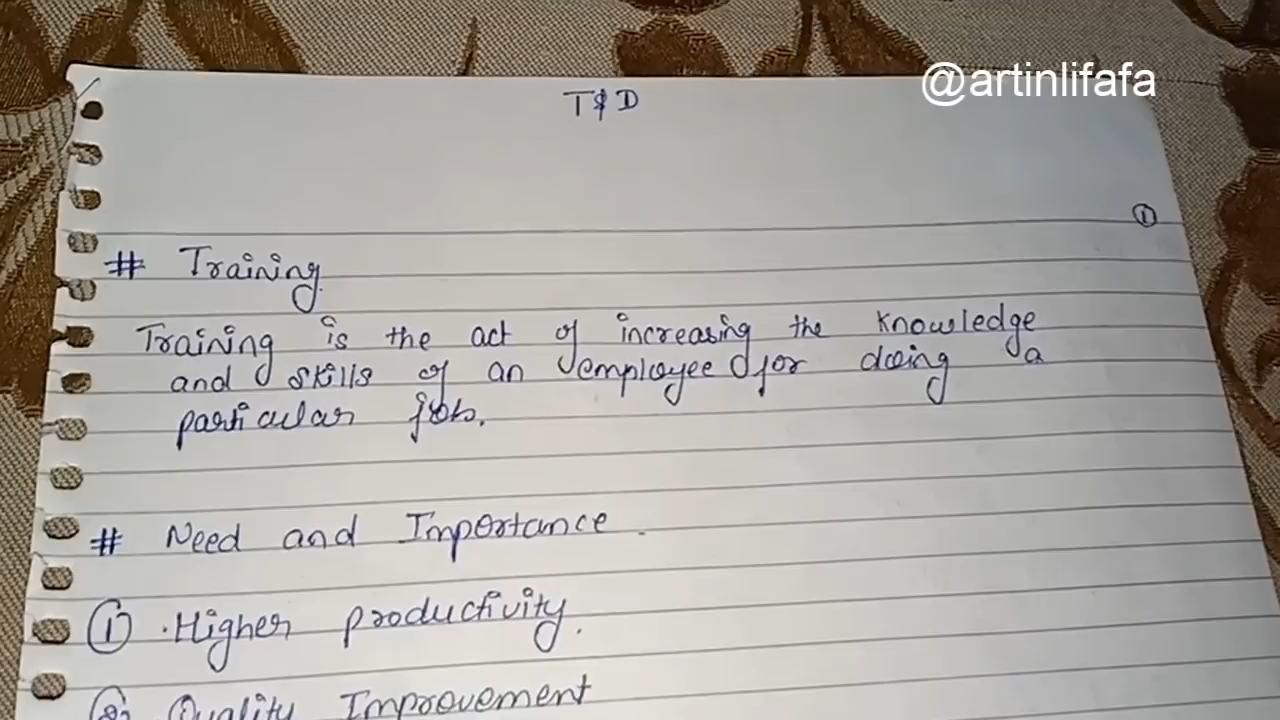 @artinlifafa
T&D
①
# Training
Training is the act of increasing the knowledge
and skills of an employee for doing a
particular job.
# Need and Importance.
① Higher productivity.
② Quality Improvement